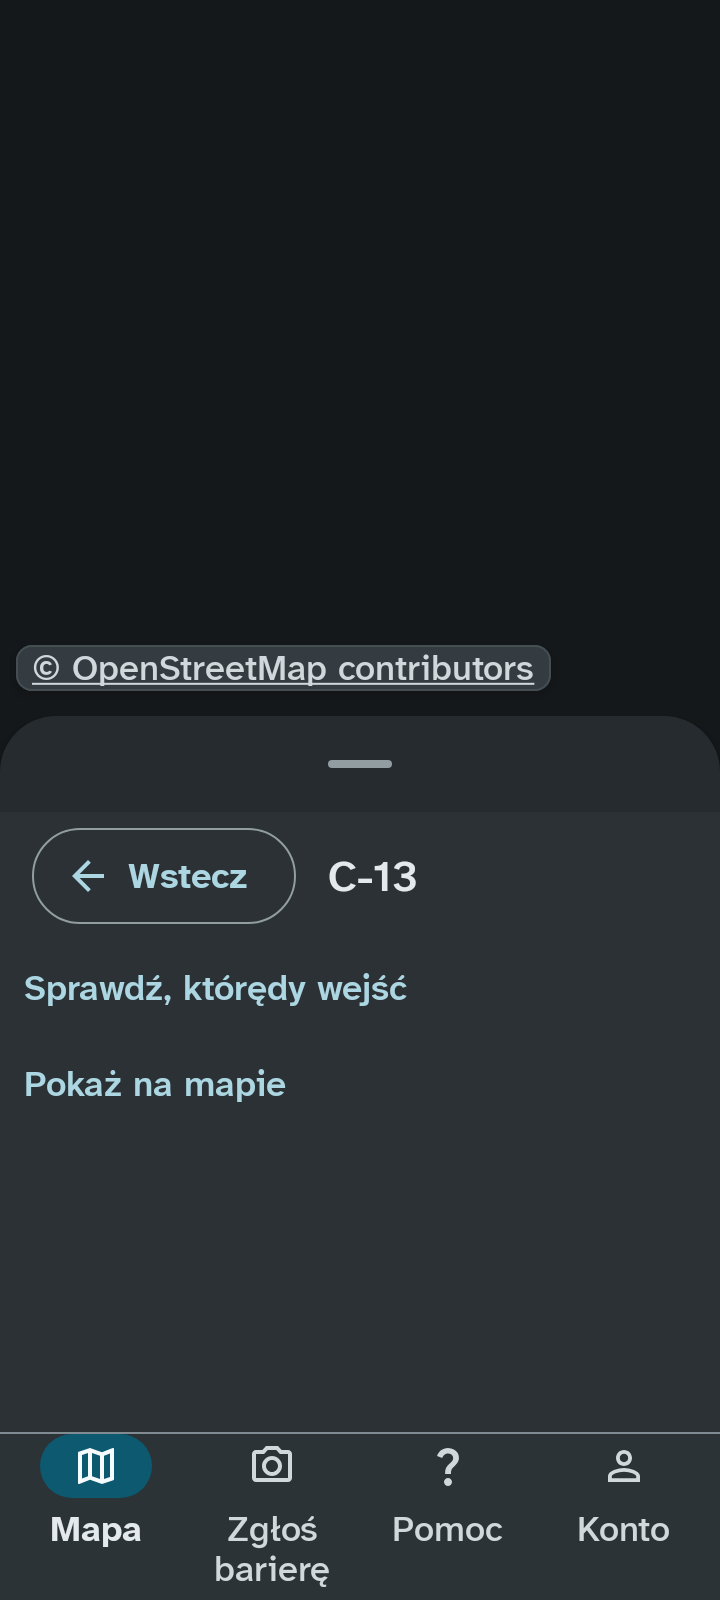 © OpenStreetMap contributors
Wstecz
C-13
Sprawdź, którędy wejść
Pokaż na mapie
Mapa
Zgłoś
barierę
Pomoc
Konto